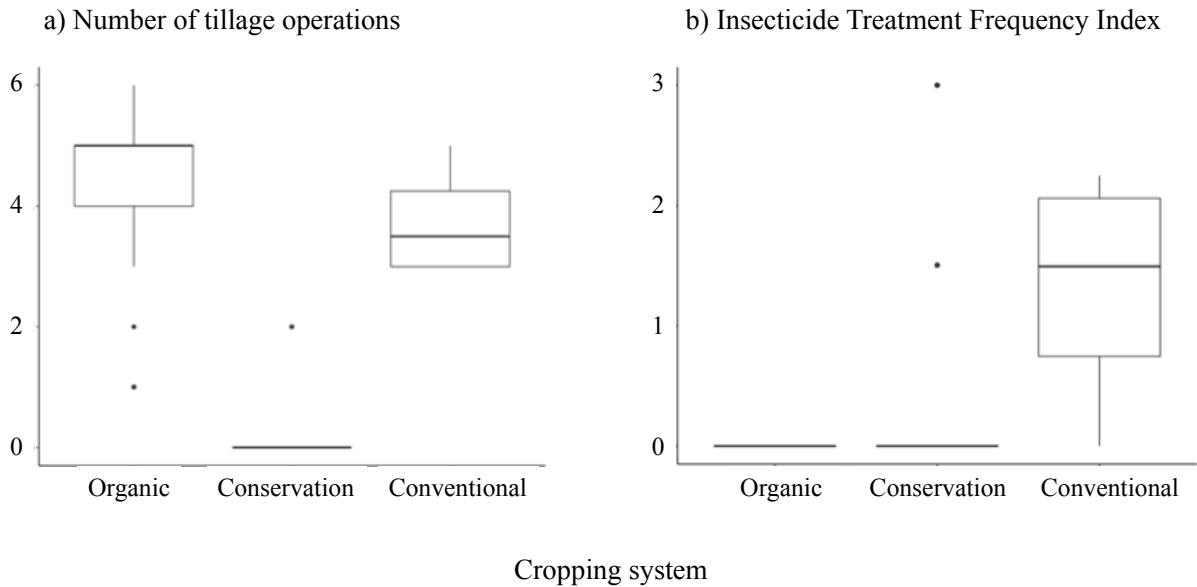 a) Number of tillage operations
6
4
2
0
Organic Conservation Conventional
b) Insecticide Treatment Frequency Index
3
2
1
0
Organic Conservation Conventional
Cropping system